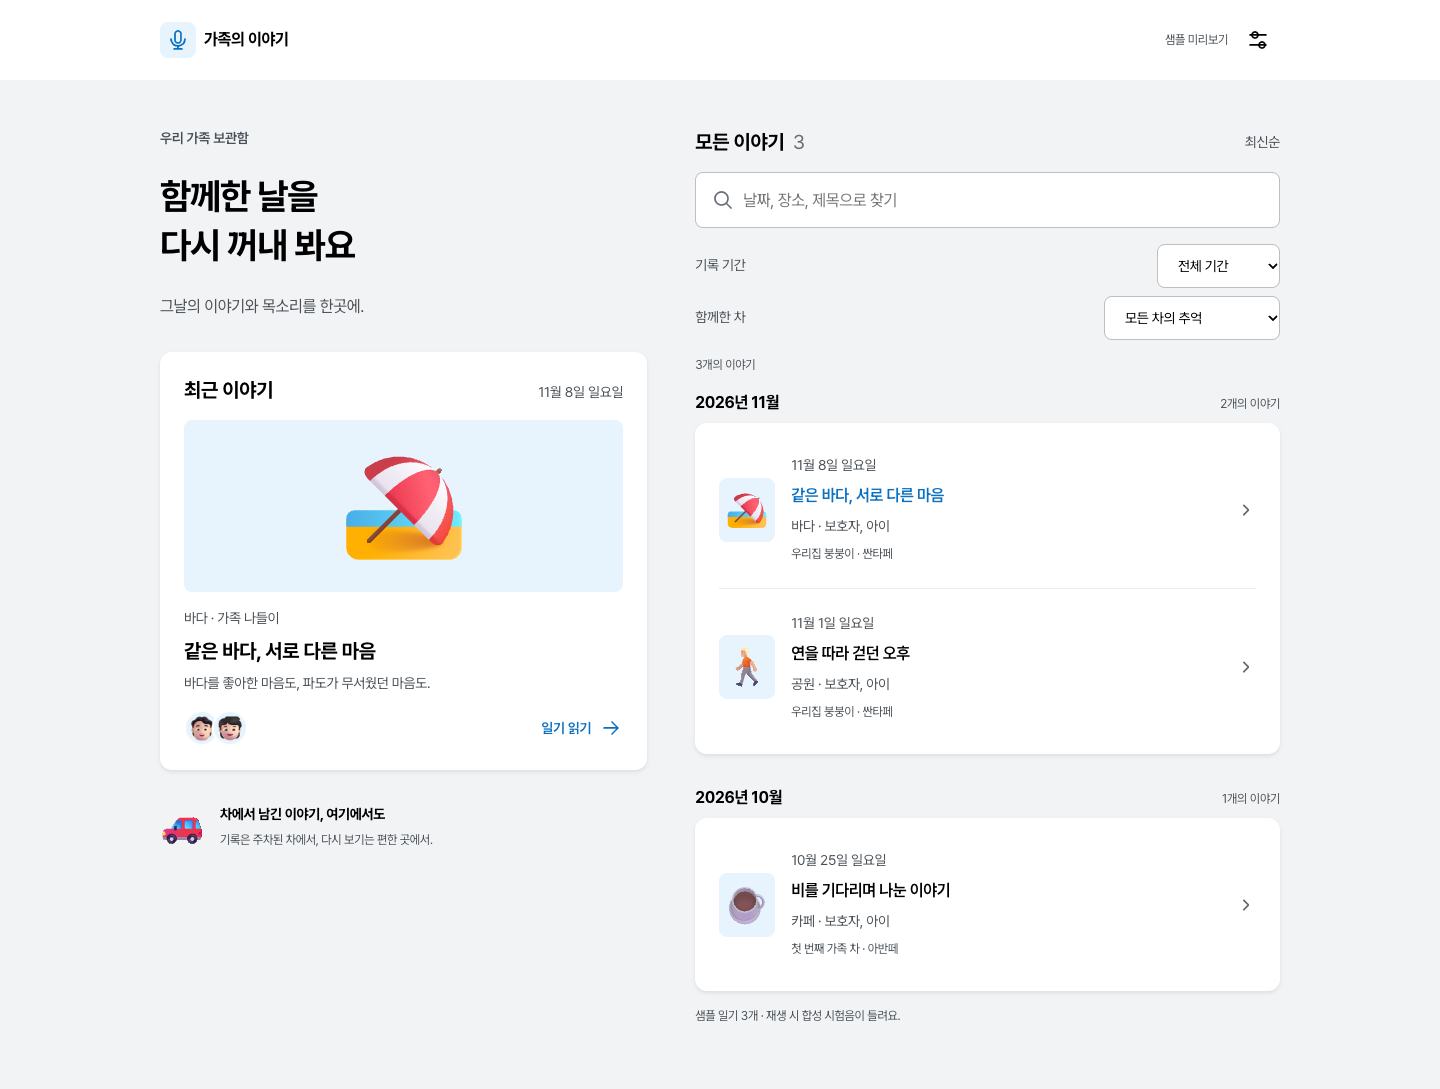 가족의 이야기
샘플 미리보기
우리 가족 보관함
함께한 날을
다시 꺼내 봐요
그날의 이야기와 목소리를 한곳에.
최근 이야기
11월 8일 일요일
바다 · 가족 나들이
같은 바다, 서로 다른 마음
바다를 좋아한 마음도, 파도가 무서웠던 마음도.
일기 읽기
차에서 남긴 이야기, 여기에서도
기록은 주차된 차에서, 다시 보기는 편한 곳에서.
모든 이야기 3
최신순
날짜, 장소, 제목으로 찾기
기록 기간
전체 기간
함께한 차
모든 차의 추억
3개의 이야기
2026년 11월
2개의 이야기
11월 8일 일요일
같은 바다, 서로 다른 마음
바다 · 보호자, 아이
우리집 붕붕이 · 싼타페
11월 1일 일요일
연을 따라 걷던 오후
공원 · 보호자, 아이
우리집 붕붕이 · 싼타페
2026년 10월
1개의 이야기
10월 25일 일요일
비를 기다리며 나눈 이야기
카페 · 보호자, 아이
첫 번째 가족 차 · 아반떼
샘플 일기 3개 · 재생 시 합성 시험음이 들려요.